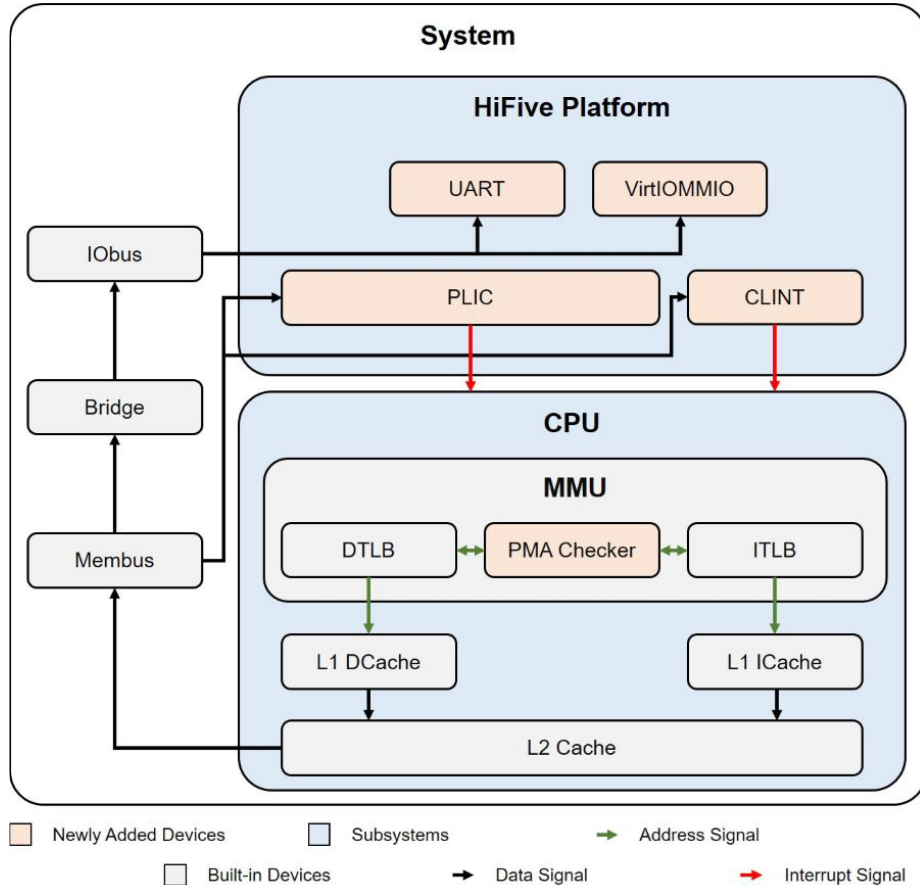 System
HiFive Platform
UART
VirtIOMMIO
IObus
PLIC
CLINT
Bridge
CPU
MMU
Membus
DTLB
PMA Checker
ITLB
L1 DCache
L1 ICache
L2 Cache
Newly Added Devices
Subsystems
Address Signal
Built-in Devices
Data Signal
Interrupt Signal